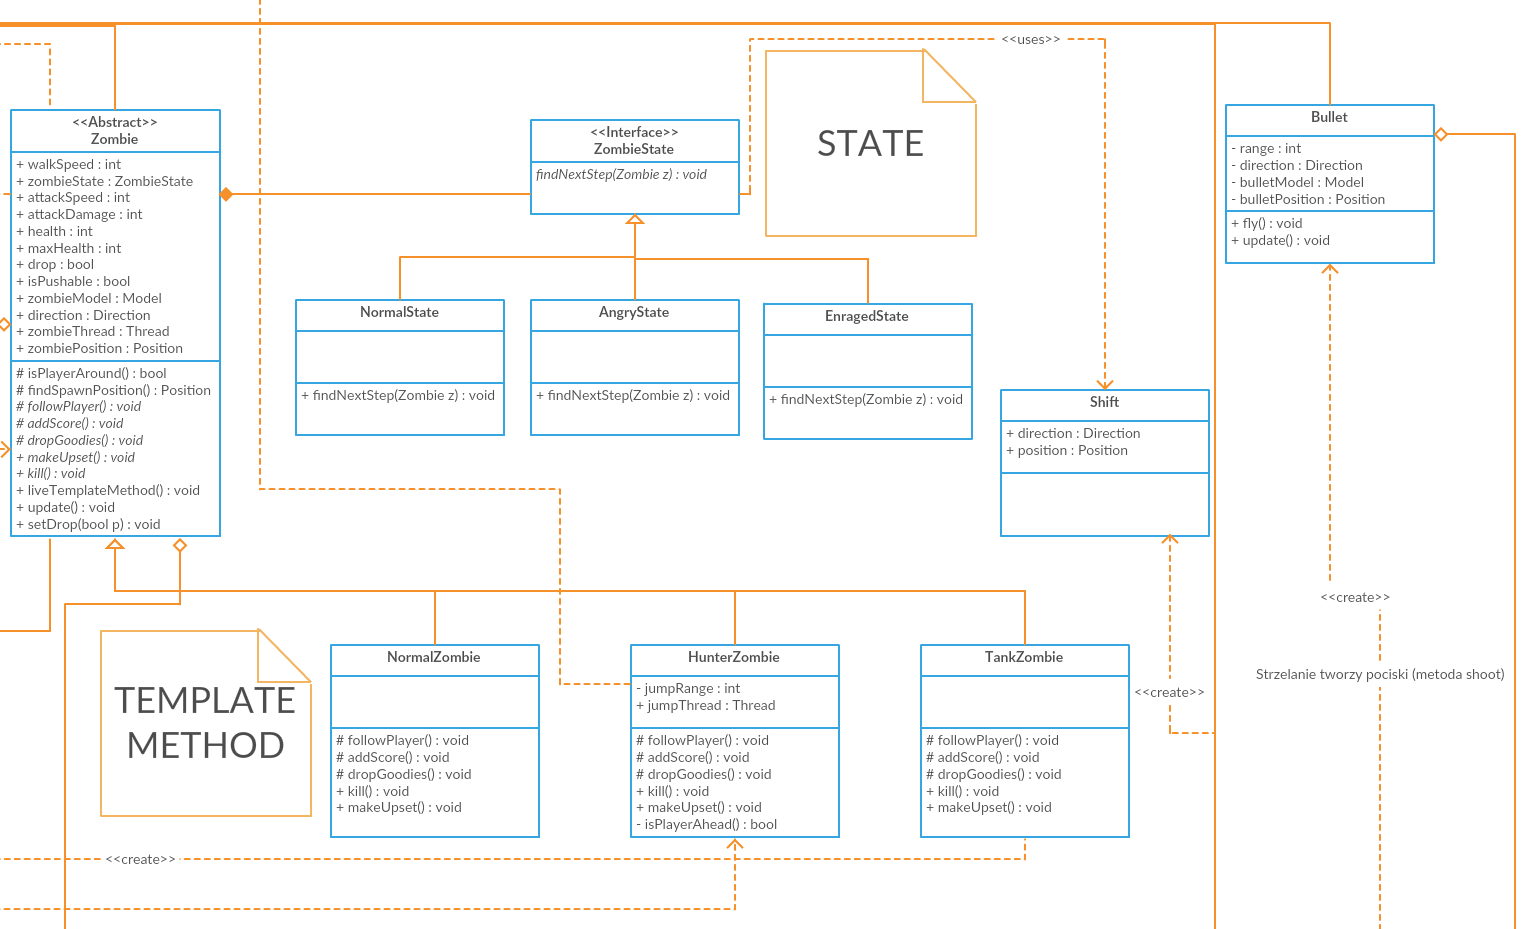 <<uses>>
STATE
<<Abstract>>
Zombie
+ walkSpeed : int
+ zombieState : ZombieState
+ attackSpeed : int
+ attackDamage : int
+ health : int
+ maxHealth : int
+ drop : bool
+ isPushable : bool
+ zombieModel : Model
+ direction : Direction
+ zombieThread : Thread
+ zombiePosition : Position
# isPlayerAround() : bool
# findSpawnPosition() : Position
# followPlayer() : void
# addScore() : void
# dropGoodies() : void
+ makeUpset() : void
+ kill() : void
+ liveTemplateMethod() : void
+ update() : void
+ setDrop(bool p) : void
<<Interface>>
ZombieState
findNextStep(Zombie z) : void
Bullet
- range : int
- direction : Direction
- bulletModel : Model
- bulletPosition : Position
+ fly() : void
+ update() : void
NormalState
+ findNextStep(Zombie z) : void
AngryState
+ findNextStep(Zombie z) : void
EnragedState
+ findNextStep(Zombie z) : void
Shift
+ direction : Direction
+ position : Position
<<create>>
Strzelanie tworzy pociski (metoda shoot)
TEMPLATE
METHOD
NormalZombie
# followPlayer() : void
# addScore() : void
# dropGoodies() : void
+ kill() : void
+ makeUpset() : void
HunterZombie
- jumpRange : int
+ jumpThread : Thread
# followPlayer() : void
# addScore() : void
# dropGoodies() : void
+ kill() : void
+ makeUpset() : void
- isPlayerAhead() : bool
TankZombie
# followPlayer() : void
# addScore() : void
# dropGoodies() : void
+ kill() : void
+ makeUpset() : void
<<create>>
<<create>>